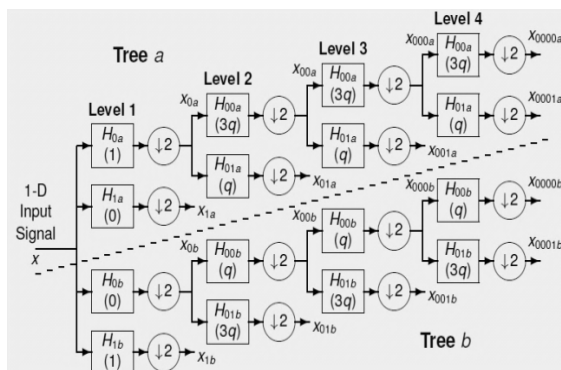 Tree a
Level 1
Level 2
Level 3
Level 4
1-D
Input
Signal
x
H0a
(1)
↓2
x0a
H00a
(3q)
↓2
x00a
H00a
(3q)
↓2
x000a
H00a
(3q)
↓2
x0000a
H01a
(q)
↓2
x0001a
H01a
(q)
↓2
x001a
H01a
(q)
↓2
x01a
H1a
(0)
↓2
x1a
H0b
(0)
↓2
x0b
H00b
(q)
↓2
x00b
H00b
(q)
↓2
x000b
H00b
(q)
↓2
x0000b
H01b
(3q)
↓2
x0001b
H01b
(3q)
↓2
x001b
H01b
(3q)
↓2
x01b
H1b
(1)
↓2
x1b
Tree b